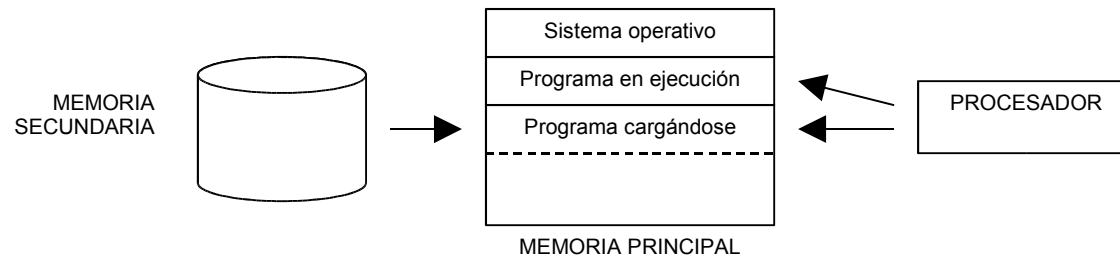 Sistema operativo
Programa en ejecución
MEMORIA
SECUNDARIA
PROCESADOR
Programa cargándose
MEMORIA PRINCIPAL